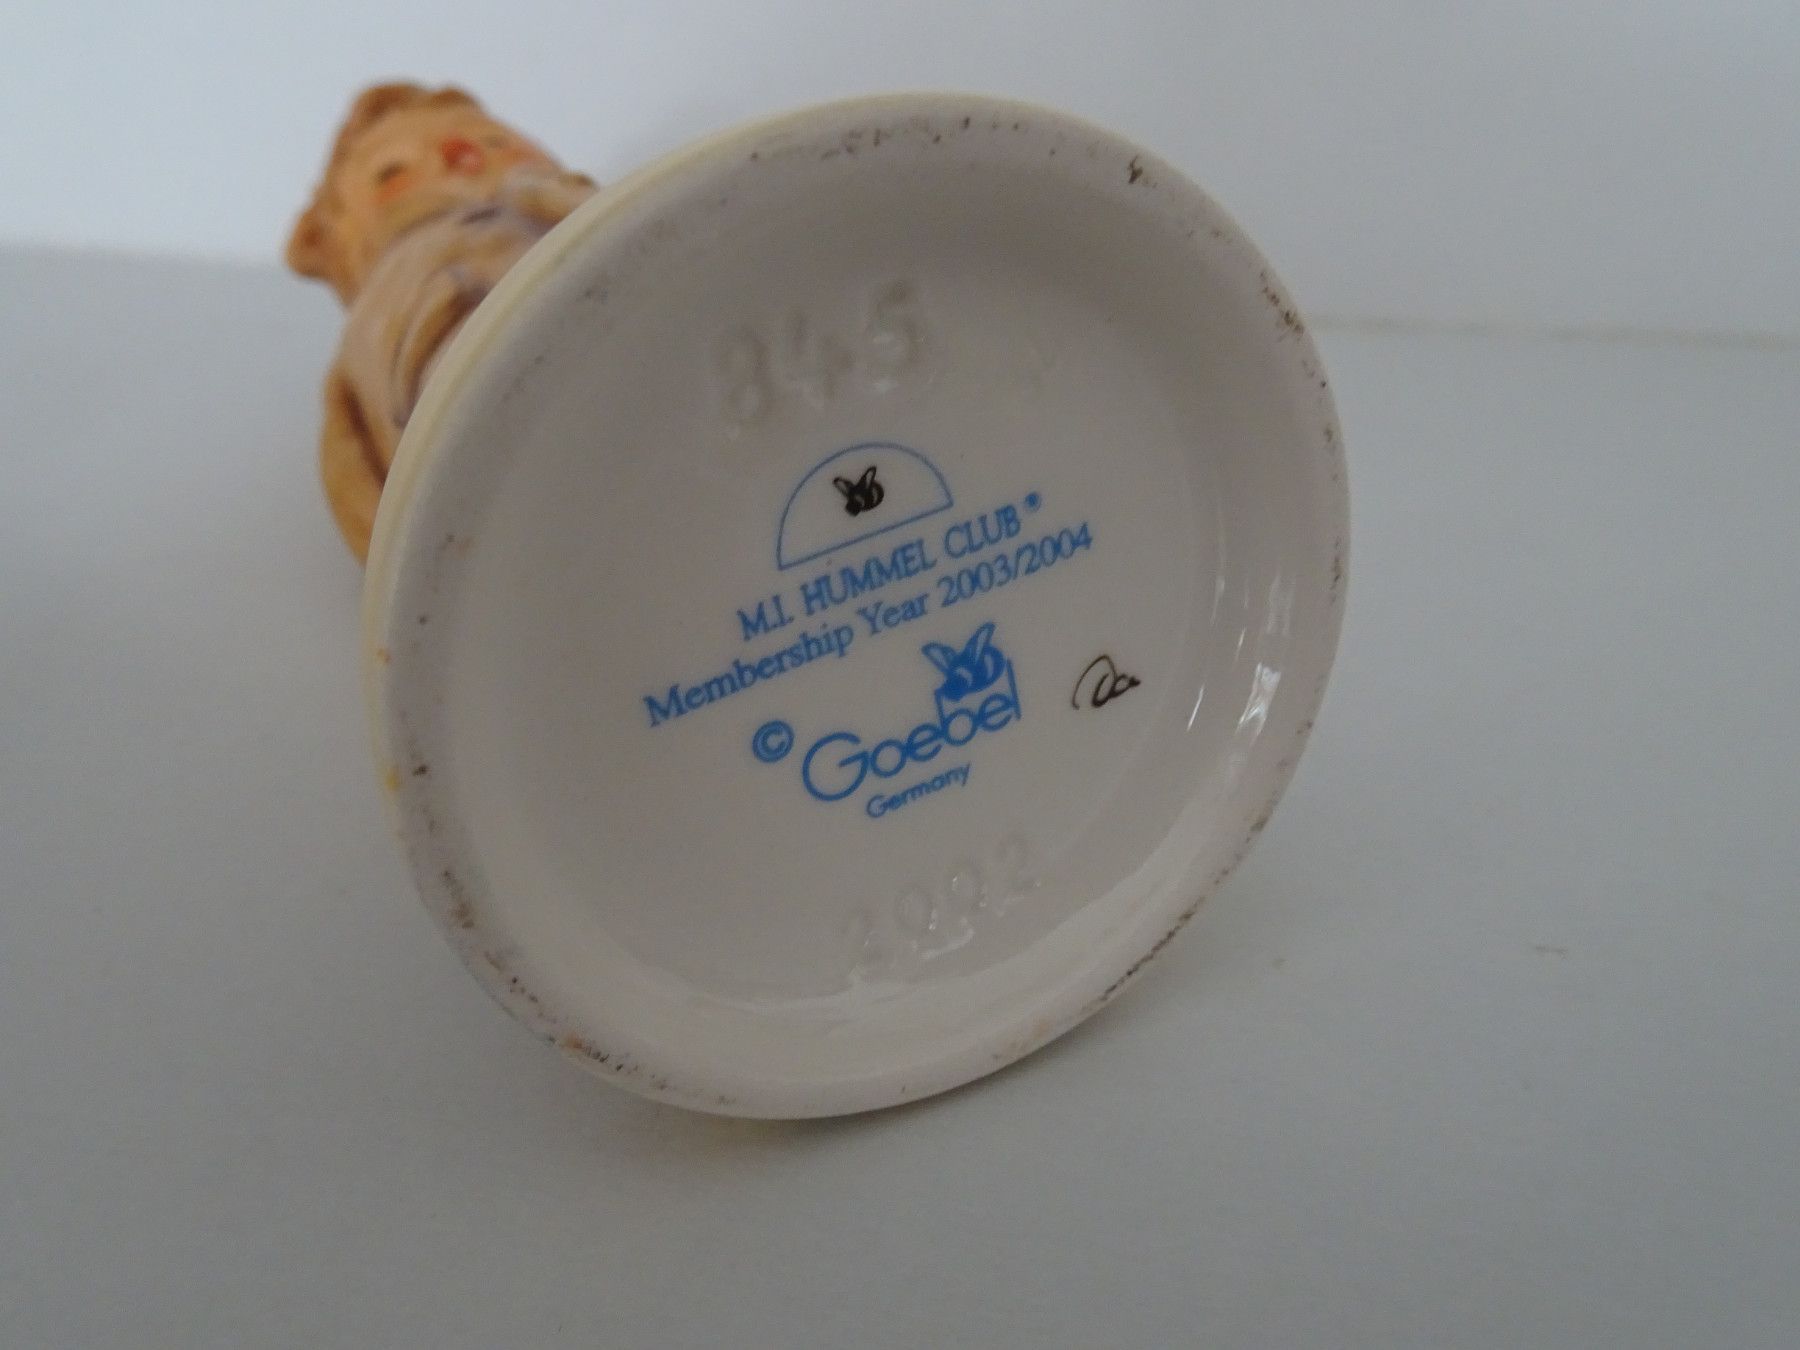 845
M.I. HUMMEL CLUB®
Membership Year 2003/2004
© Goebel
Germany
2002